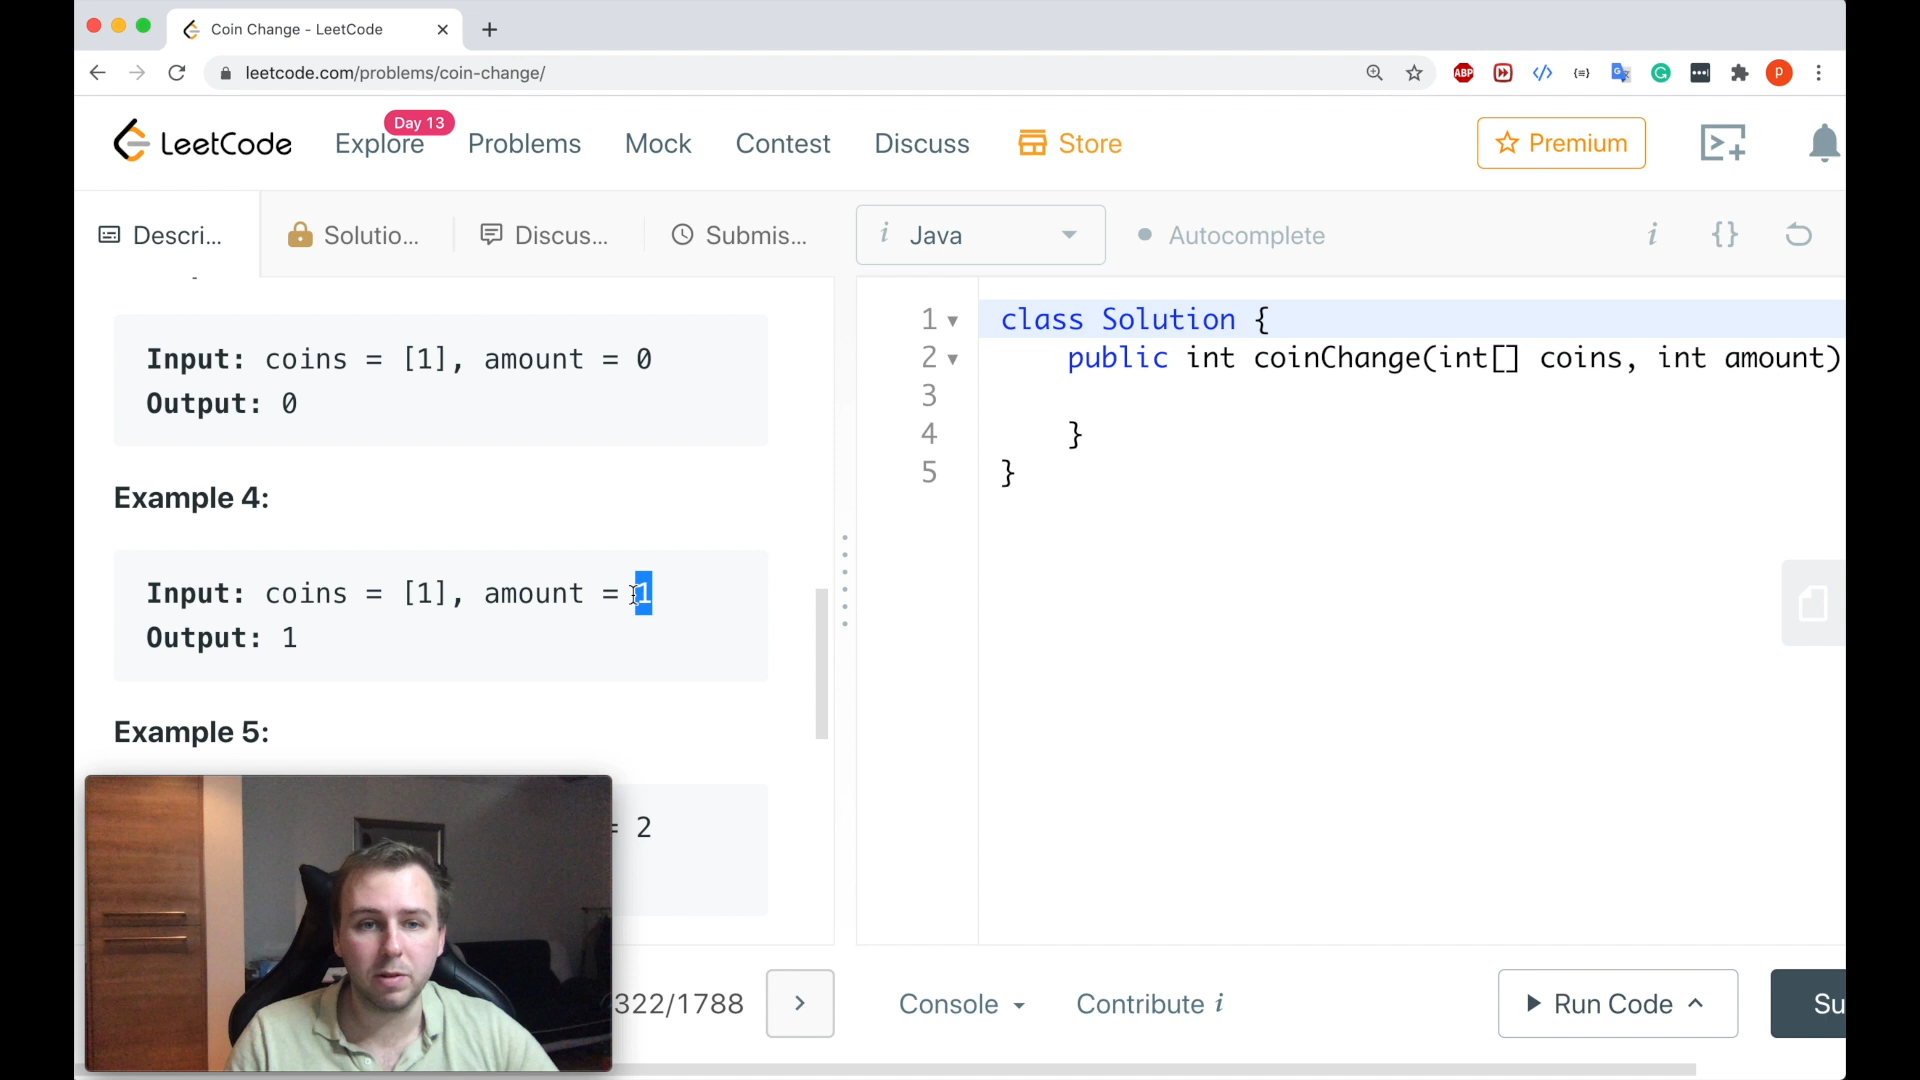 Coin Change - LeetCode
leetcode.com/problems/coin-change/
ABP
P
LeetCode
Explore
Day 13
Problems
Mock
Contest
Discuss
Store
Premium
Descri...
Solutio...
Discus...
Submis...
i Java
Autocomplete
i {}
Input: coins = [1], amount = 0
Output: 0
Example 4:
Input: coins = [1], amount = 1
Output: 1
Example 5:
= 2
1 class Solution {
2 public int coinChange(int[] coins, int amount)
3
4 }
5 }
322/1788
Console
Contribute i
Run Code
Su